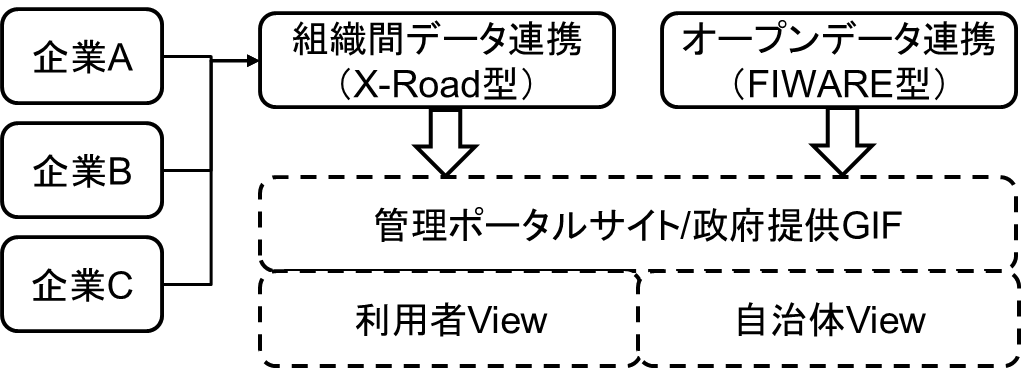 企業A
企業B
企業C
組織間データ連携
（X-Road型）
オープンデータ連携
（FIWARE型）
管理ポータルサイト/政府提供GIF
利用者View
自治体View